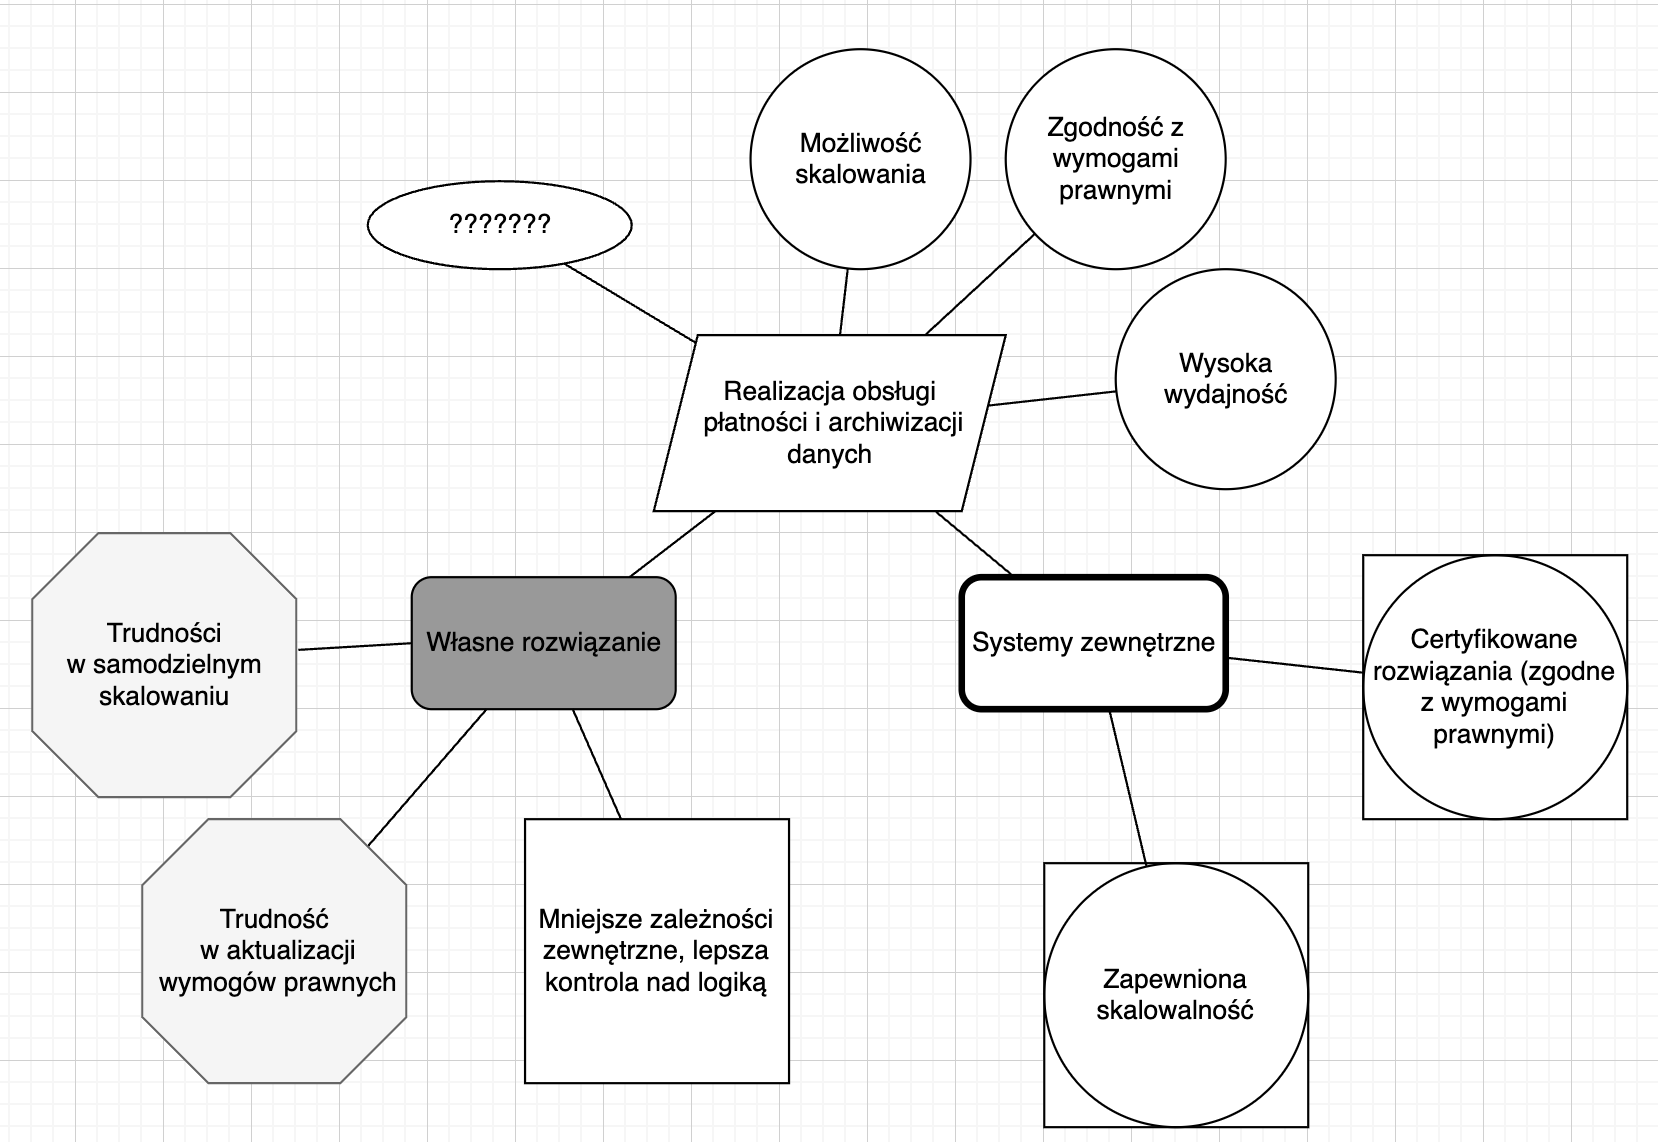 Możliwość
skalowania
Zgodność z
wymogami
prawnymi
???????
Wysoka
wydajność
Realizacja obsługi
płatności i archiwizacji
danych
Trudności
w samodzielnym
skalowaniu
Własne rozwiązanie
Systemy zewnętrzne
Certyfikowane
rozwiązania (zgodne
z wymogami
prawnymi)
Trudność
w aktualizacji
wymogów prawnych
Mniejsze zależności
zewnętrzne, lepsza
kontrola nad logiką
Zapewniona
skalowalność